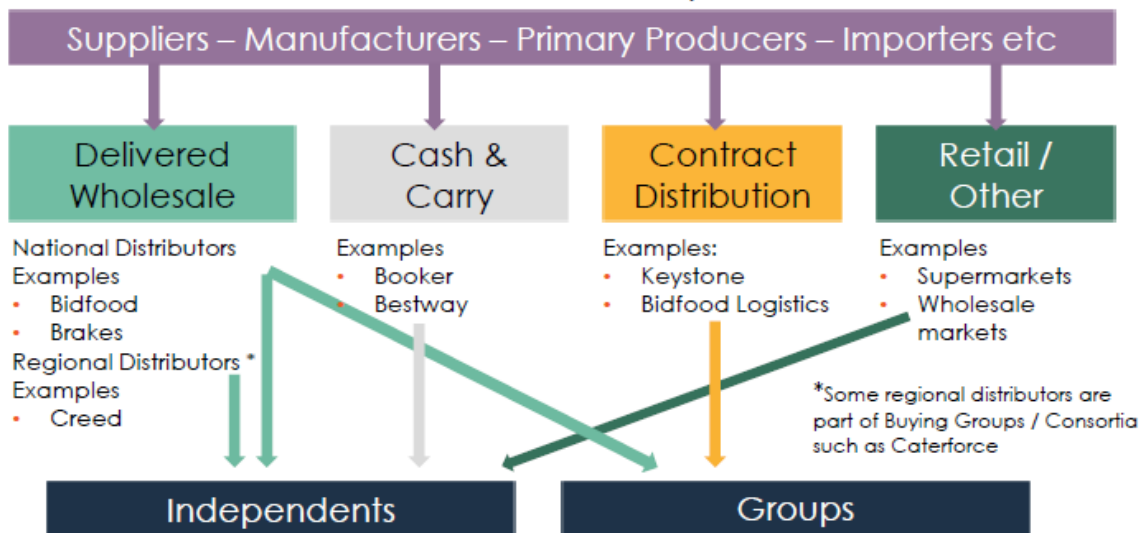 Suppliers – Manufacturers – Primary Producers – Importers etc
Delivered
Wholesale
Cash &
Carry
Contract
Distribution
Retail /
Other
National Distributors
Examples
• Bidfood
• Brakes
Regional Distributors *
Examples
• Creed
Examples
• Booker
• Bestway
Examples:
• Keystone
• Bidfood Logistics
Examples
• Supermarkets
• Wholesale
markets
*Some regional distributors are
part of Buying Groups / Consortia
such as Caterforce
Independents
Groups